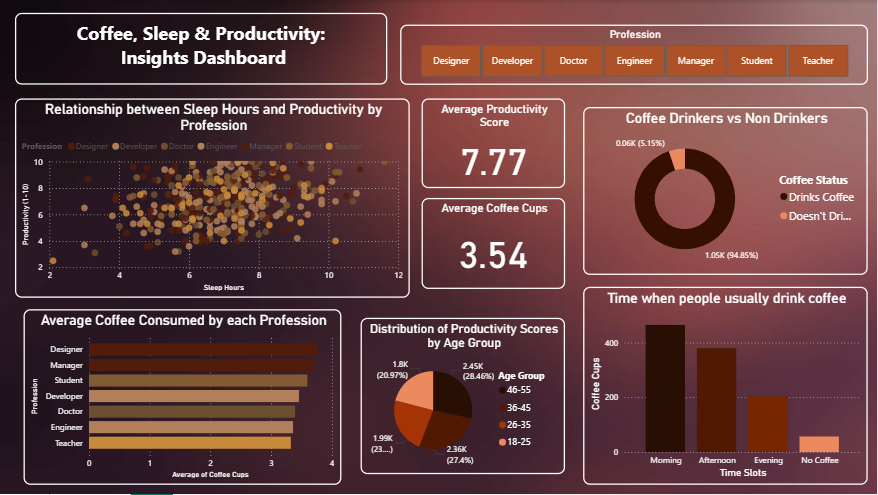 Coffee, Sleep & Productivity:
Insights Dashboard
Profession
Designer Developer Doctor Engineer Manager Student Teacher
Relationship between Sleep Hours and Productivity by
Profession
Profession Designer Developer Doctor Engineer Manager Student Teacher
Productivity (1-10)
10
8
6
4
2
2 4 6 8 10 12
Sleep Hours
Average Productivity
Score
7.77
Average Coffee Cups
3.54
Coffee Drinkers vs Non Drinkers
0.06K (5.15%)
1.05K (94.85%)
Coffee Status
Drinks Coffee
Doesn't Dri...
Average Coffee Consumed by each Profession
Profession
Designer
Manager
Student
Developer
Doctor
Engineer
Teacher
0 1 2 3 4
Average of Coffee Cups
Distribution of Productivity Scores
by Age Group
1.8K
(20.97%)
2.45K
(28.46%)
1.99K
(23....)
2.36K
(27.4%)
Age Group
46-55
36-45
26-35
18-25
Time when people usually drink coffee
Coffee Cups
400
200
0
Morning Afternoon Evening No Coffee
Time Slots